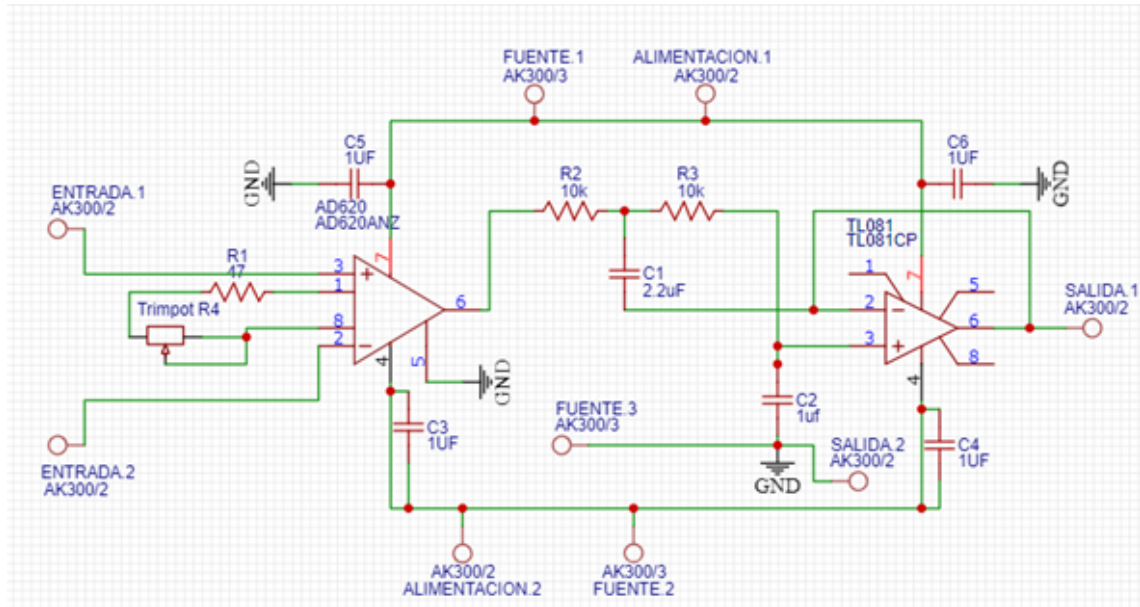 FUENTE.1
AK300/3
ALIMENTACION.1
AK300/2
C5
1UF
GND
AD620
AD620ANZ
ENTRADA.1
AK300/2
R1
47
Trimpot R4
3
1
8
2
7
6
4
5
GND
ENTRADA.2
AK300/2
C3
1UF
R2
10k
R3
10k
C1
2.2uF
C6
1UF
GND
TL081
TL081CP
1
7
5
2
3
6
8
4
SALIDA.1
AK300/2
C2
1uf
FUENTE.3
AK300/3
GND
SALIDA.2
AK300/2
C4
1UF
AK300/2
ALIMENTACION.2
AK300/3
FUENTE.2